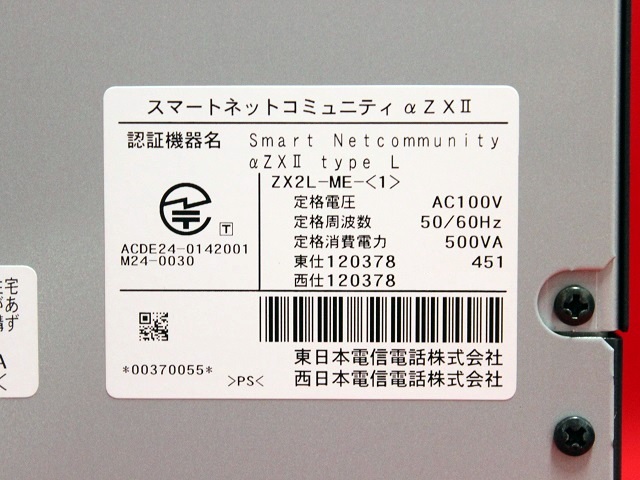 スマートネットコミュニティ αZXⅡ
認証機器名 Smart Netcommunity
αZXⅡ type L
ZX2L-ME-<1>
定格電圧 AC100V
定格周波数 50/60Hz
定格消費電力 500VA
東仕120378 451
西仕120378
T
ACDE24-0142001
M24-0030
*00370055*
>PS<
東日本電信電話株式会社
西日本電信電話株式会社
宅
あず
A
<